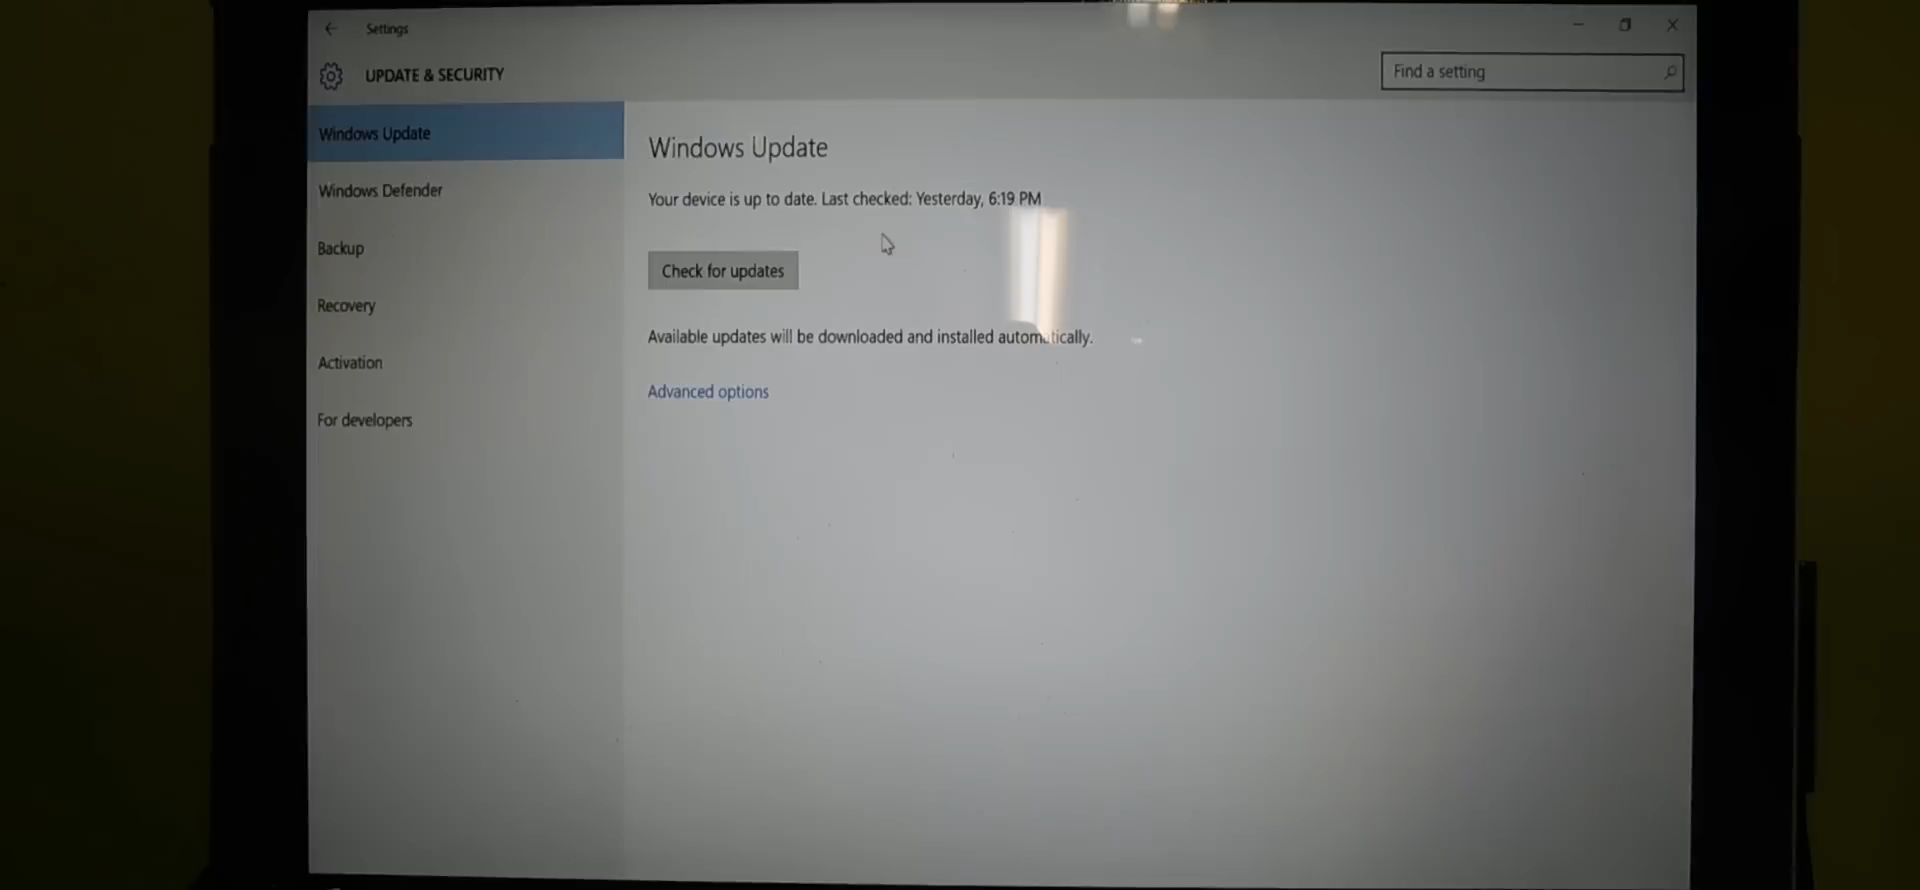 Settings
UPDATE & SECURITY
Find a setting
Windows Update
Windows Defender
Backup
Recovery
Activation
For developers
Windows Update
Your device is up to date. Last checked: Yesterday, 6:19 PM
Check for updates
Available updates will be downloaded and installed automatically.
Advanced options